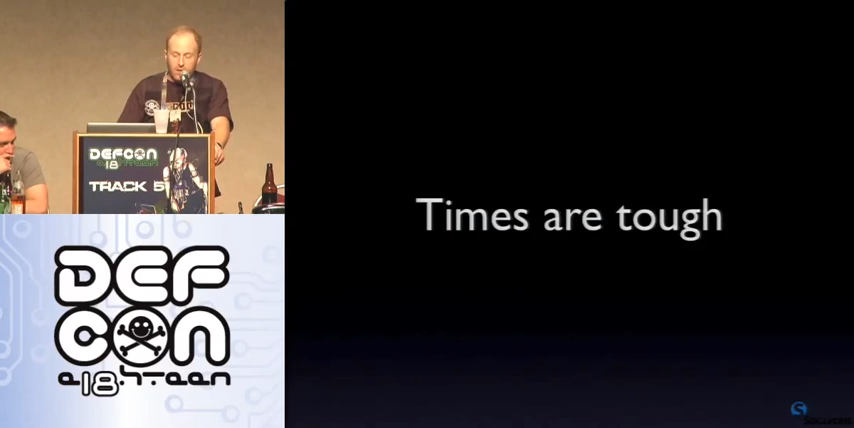 DEFCON
18
TRACK 5
Times are tough
DEF
CON
e18hteen